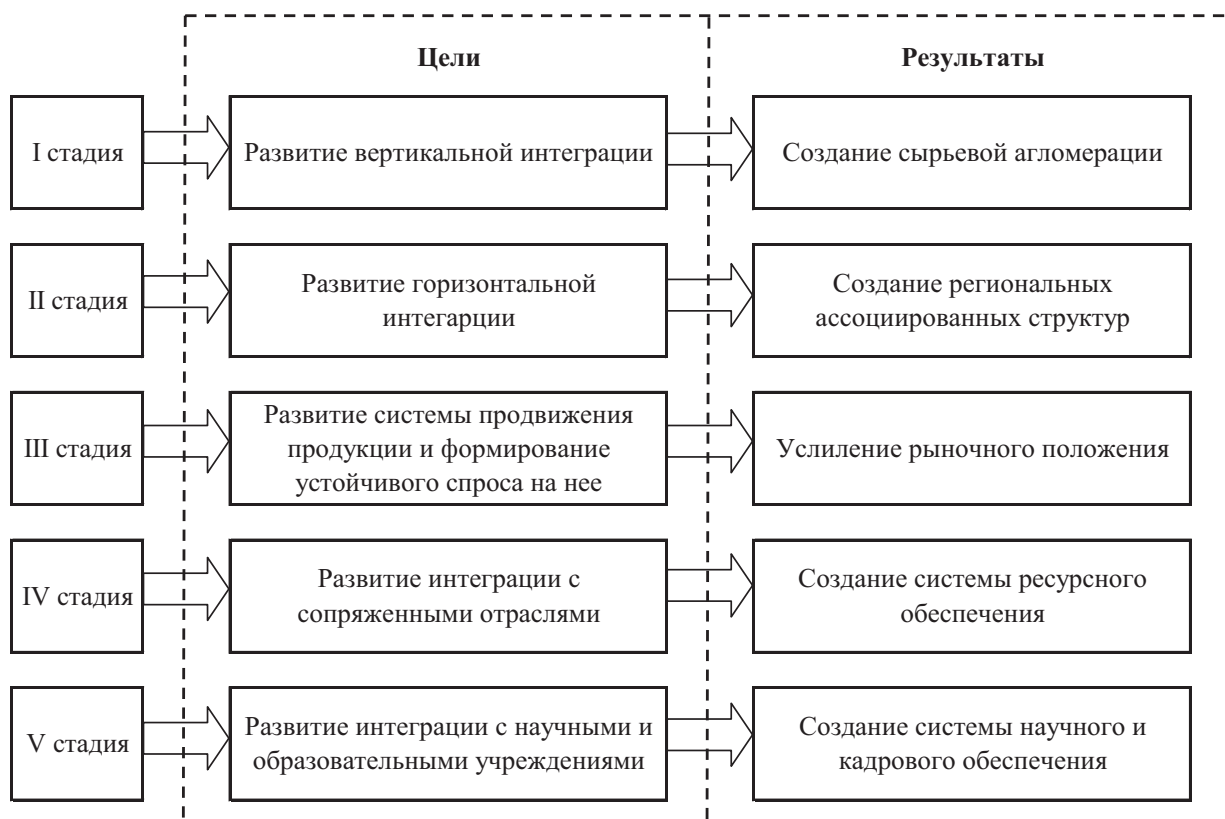 Цели
Результаты
I стадия
Развитие вертикальной интеграции
Создание сырьевой агломерации
II стадия
Развитие горизонтальной
интегарции
Создание региональных
ассоциированных структур
III стадия
Развитие системы продвижения
продукции и формирование
устойчивого спроса на нее
Услиление рыночного положения
IV стадия
Развитие интеграции с
сопряженными отраслями
Создание системы ресурсного
обеспечения
V стадия
Развитие интеграции с научными и
образовательными учреждениями
Создание системы научного и
кадрового обеспечения